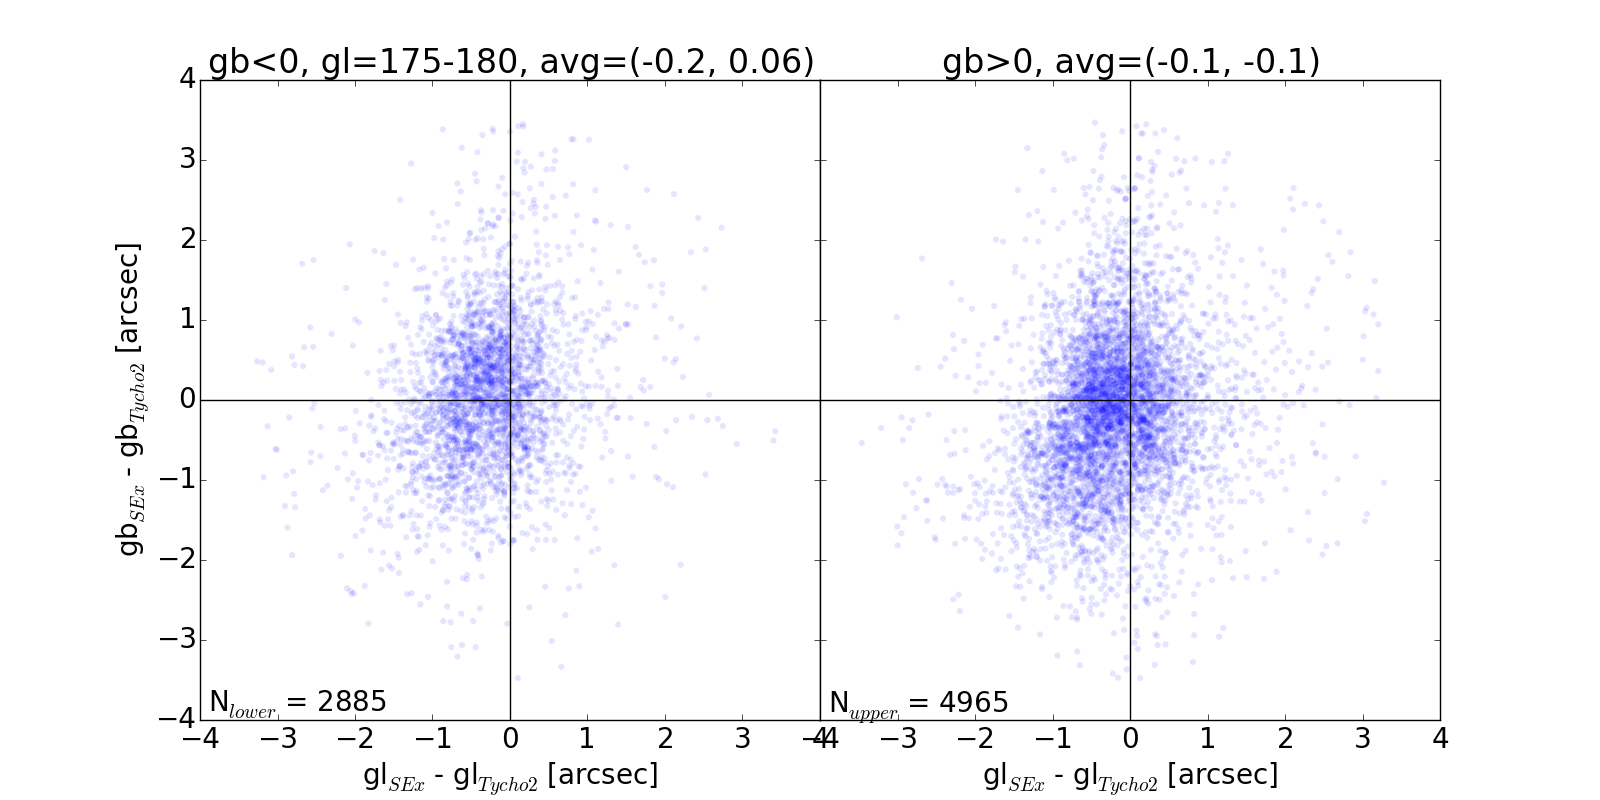 gb<0, gl=175-180, avg=(-0.2, 0.06)
gb>0, avg=(-0.1, -0.1)
4
3
2
1
0
−1
−2
−3
−4
gb_SEx - gb_Tycho2 [arcsec]
N_lower = 2885
N_upper = 4965
−4 −3 −2 −1 0 1 2 3 4
−4 −3 −2 −1 0 1 2 3 4
gl_SEx - gl_Tycho2 [arcsec]
gl_SEx - gl_Tycho2 [arcsec]